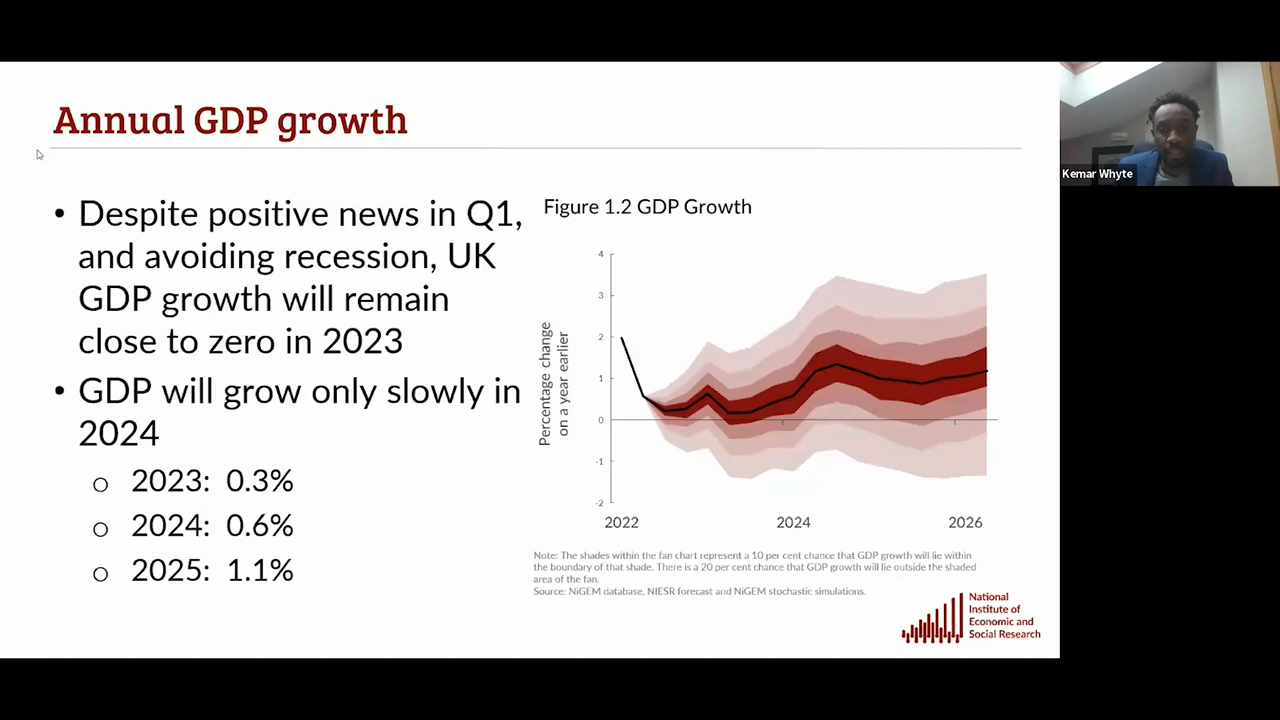 Annual GDP growth
Kemar Whyte
• Despite positive news in Q1,
and avoiding recession, UK
GDP growth will remain
close to zero in 2023
• GDP will grow only slowly in
2024
o 2023: 0.3%
o 2024: 0.6%
o 2025: 1.1%
Figure 1.2 GDP Growth
Percentage change
on a year earlier
4
3
2
1
0
-1
-2
2022
2024
2026
Note: The shades within the fan chart represent a 10 per cent chance that GDP growth will lie within
the boundary of that shade. There is a 20 per cent chance that GDP growth will lie outside the shaded
area of the fan.
Source: NiGEM database, NIESR forecast and NiGEM stochastic simulations.
National
Institute of
Economic and
Social Research